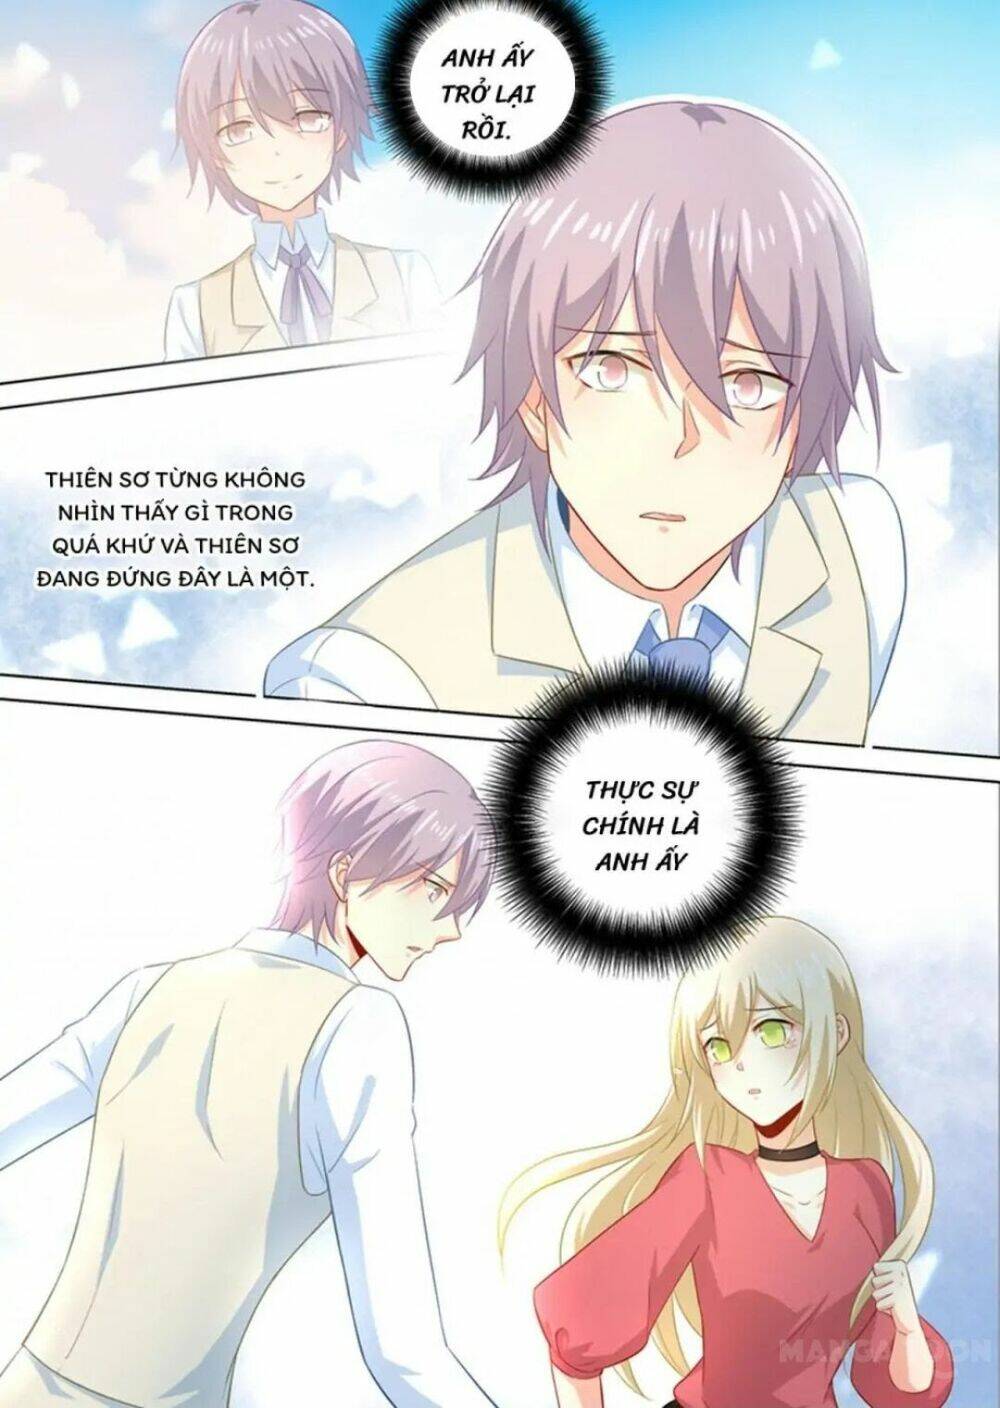 ANH ẤY
TRỞ LẠI
RỒI.
THIÊN SƠ TỪNG KHÔNG
NHÌN THẤY GÌ TRONG
QUÁ KHỨ VÀ THIÊN SƠ
ĐANG ĐỨNG ĐÂY LÀ MỘT.
THỰC SỰ
CHÍNH LÀ
ANH ẤY
MANGATOON